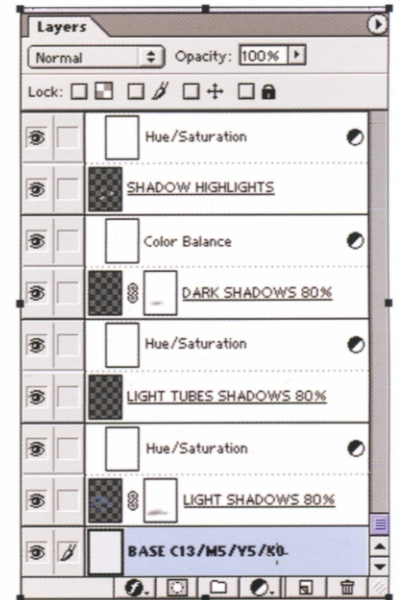 Layers
Normal Opacity: 100%
Lock:
Hue/Saturation
SHADOW HIGHLIGHTS
Color Balance
DARK SHADOWS 80%
Hue/Saturation
LIGHT TUBES SHADOWS 80%
Hue/Saturation
LIGHT SHADOWS 80%
BASE C13/M5/Y5/K0